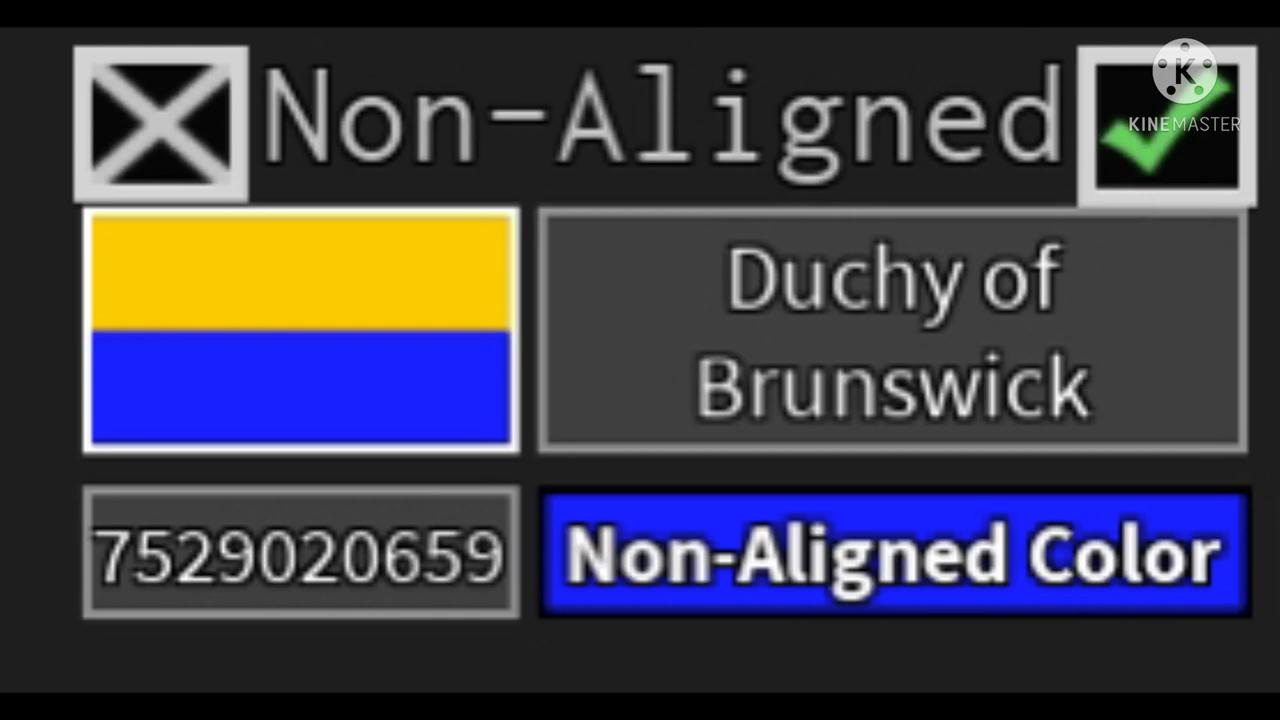 Non-Aligned
K
KINEMASTER
Duchy of
Brunswick
7529020659
Non-Aligned Color